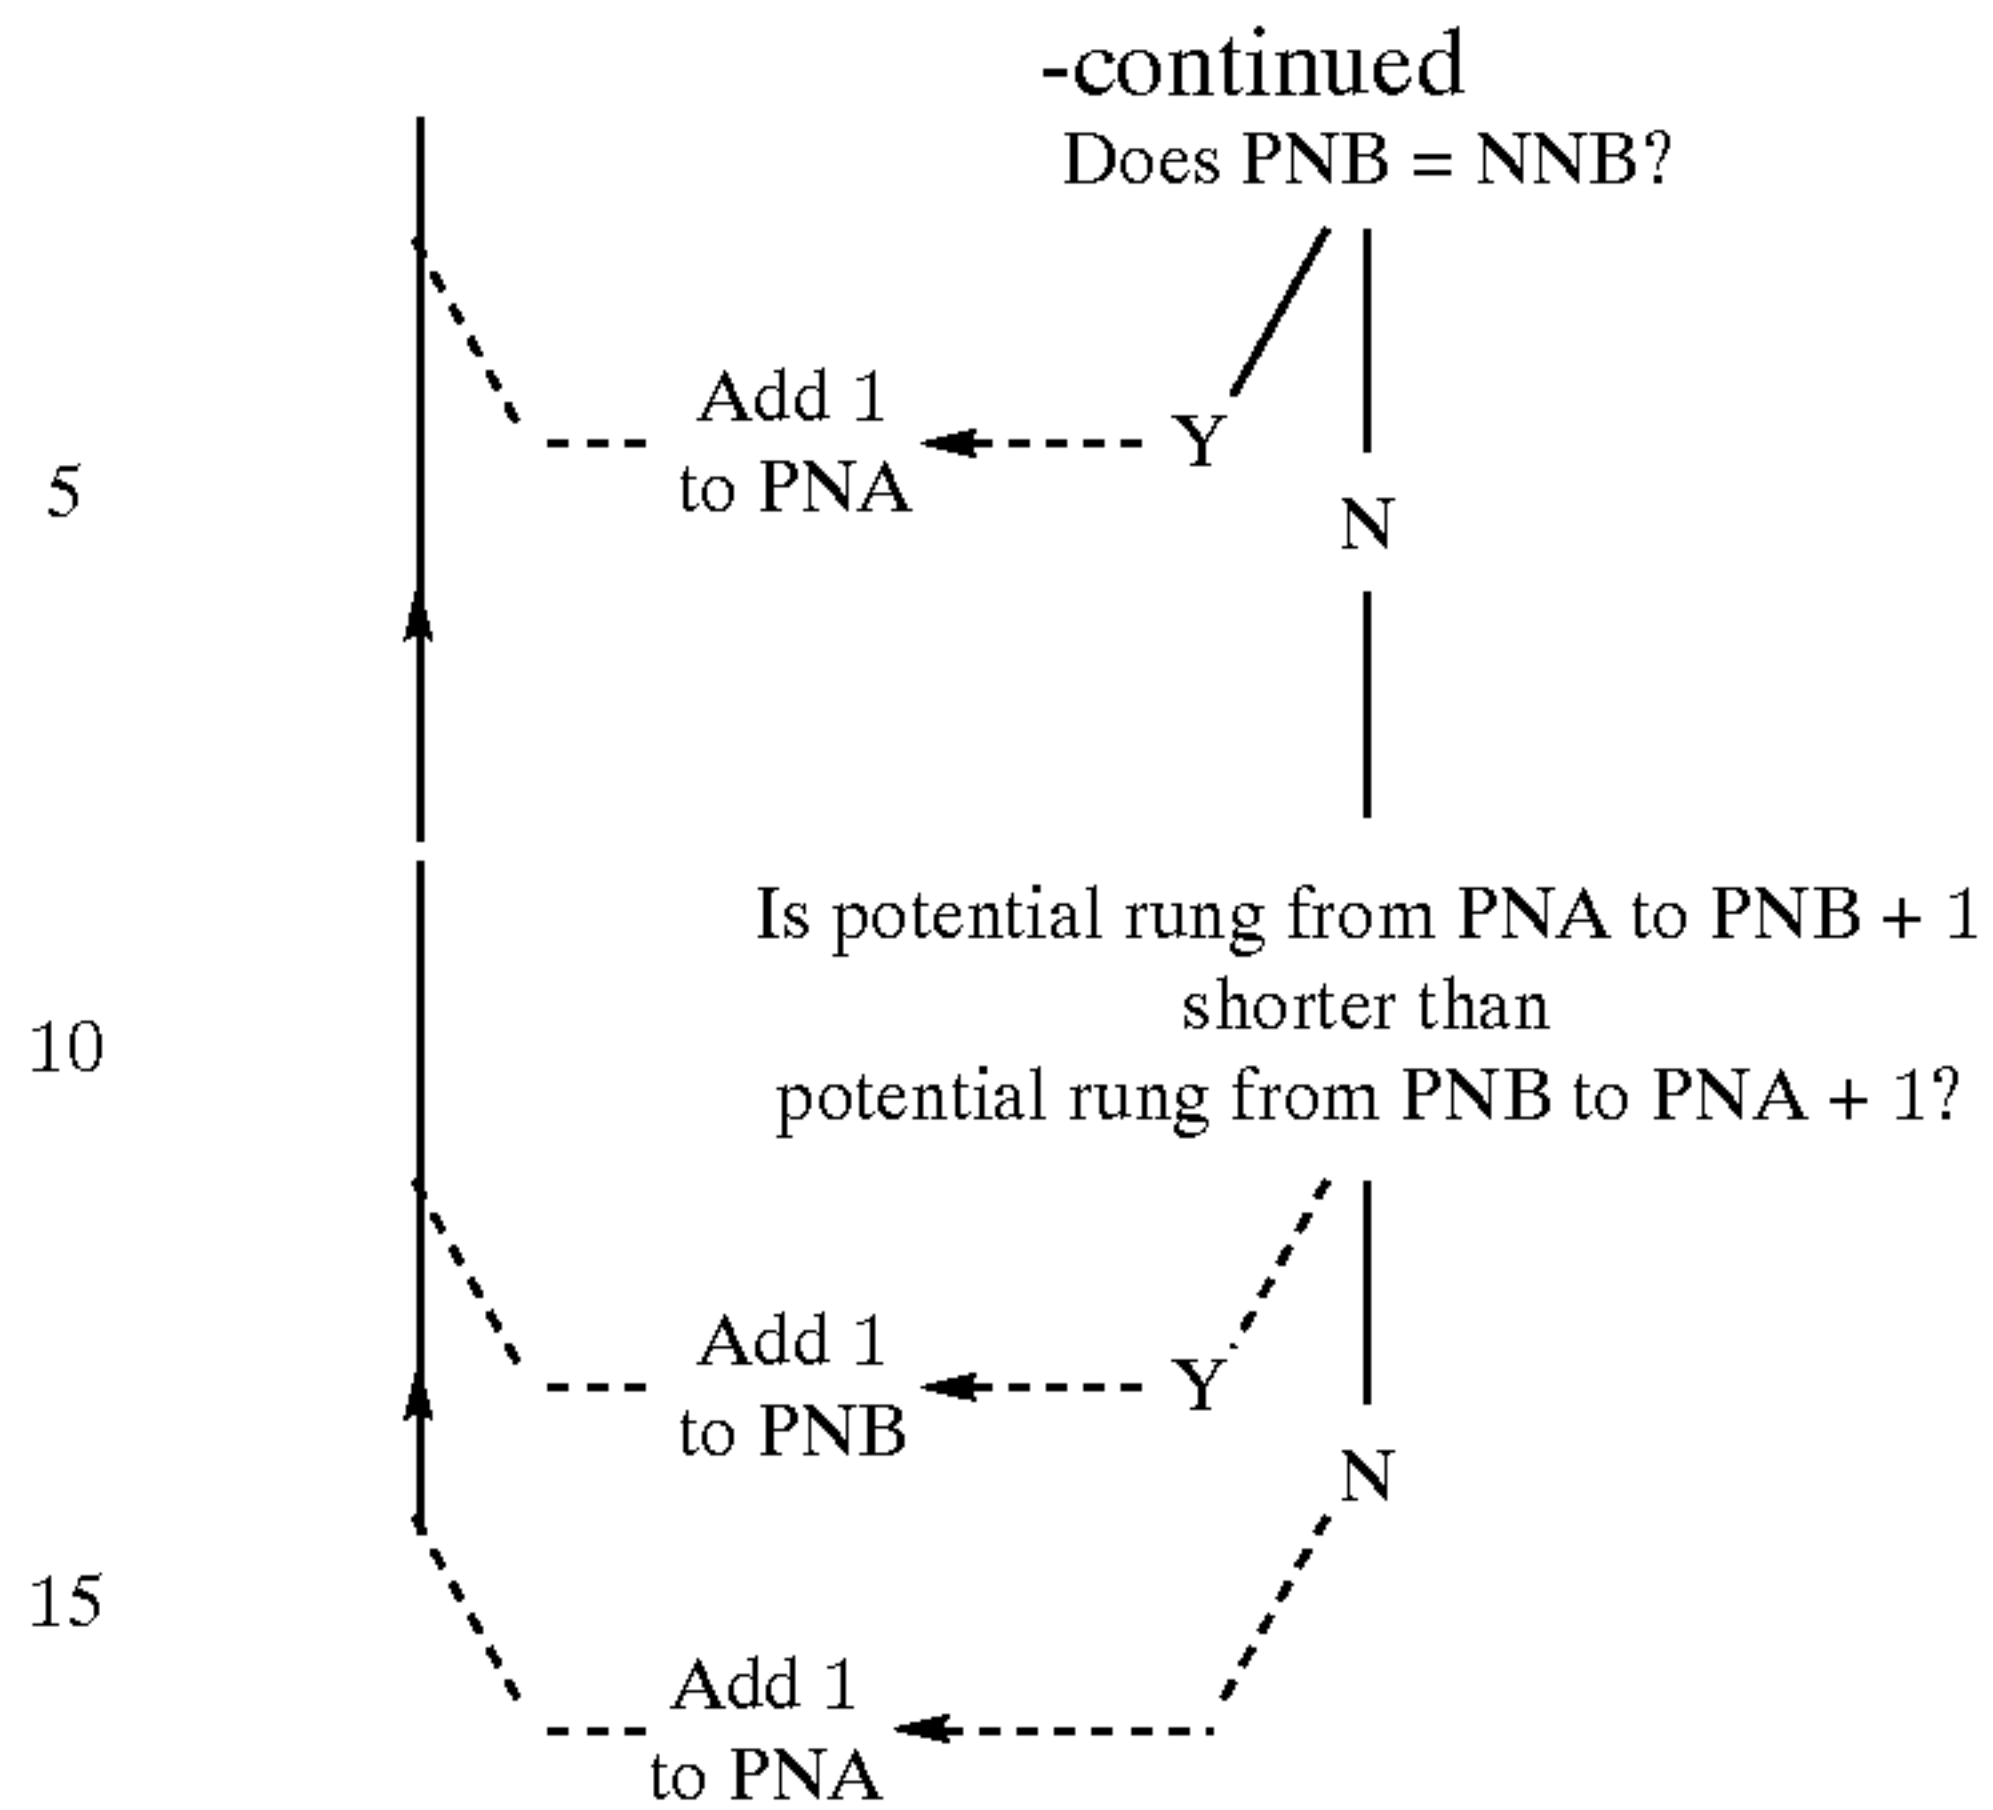 -continued
Does PNB = NNB?
Add 1
to PNA
Y
5
N
Is potential rung from PNA to PNB + 1
shorter than
10
potential rung from PNB to PNA + 1?
Add 1
to PNB
Y
N
15
Add 1
to PNA